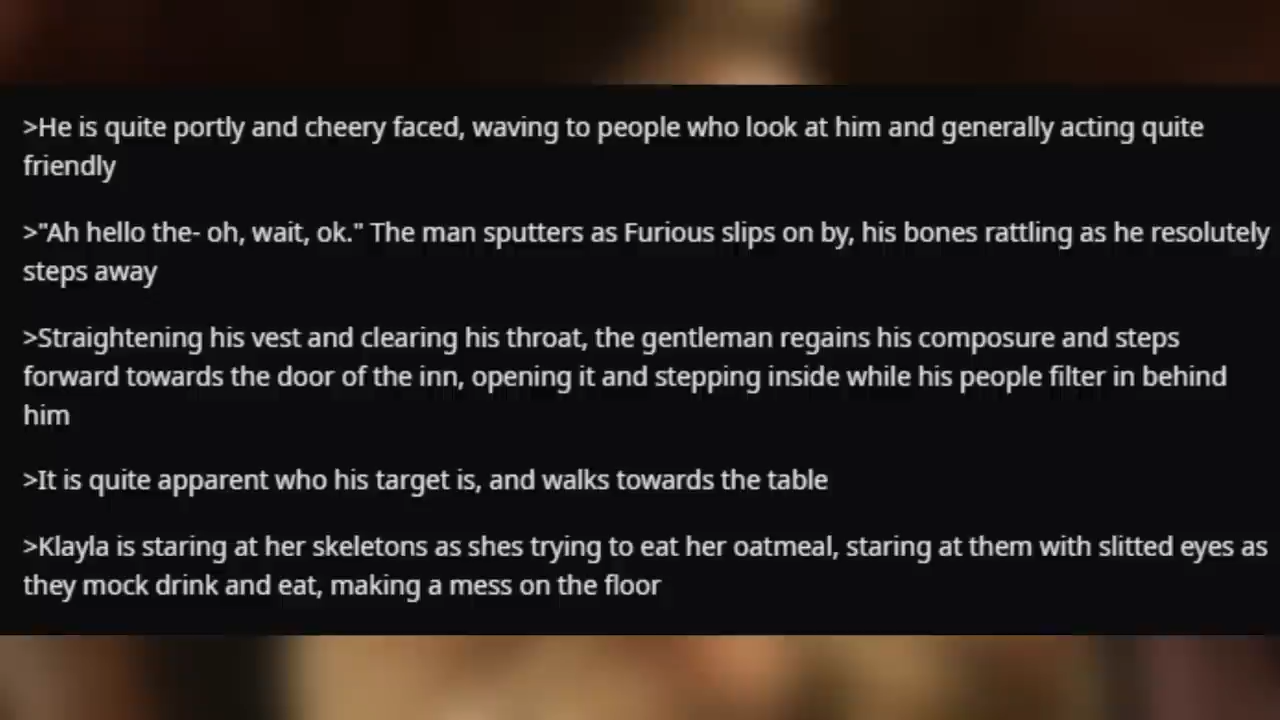 >He is quite portly and cheery faced, waving to people who look at him and generally acting quite
friendly
>"Ah hello the- oh, wait, ok." The man sputters as Furious slips on by, his bones rattling as he resolutely
steps away
>Straightening his vest and clearing his throat, the gentleman regains his composure and steps
forward towards the door of the inn, opening it and stepping inside while his people filter in behind
him
>It is quite apparent who his target is, and walks towards the table
>Klayla is staring at her skeletons as shes trying to eat her oatmeal, staring at them with slitted eyes as
they mock drink and eat, making a mess on the floor